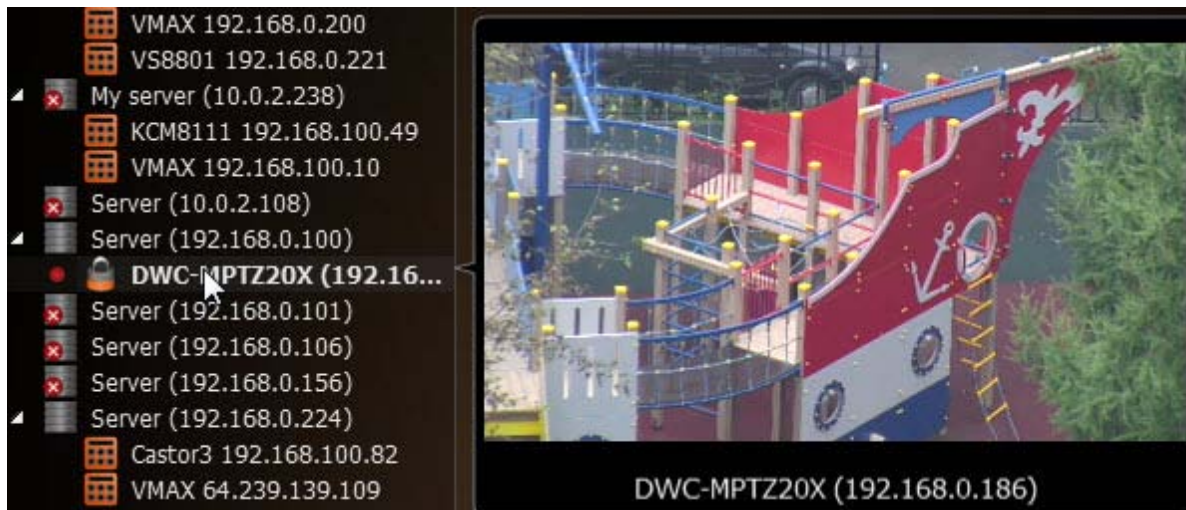 VMAX 192.168.0.200
VS8801 192.168.0.221
My server (10.0.2.238)
KCM8111 192.168.100.49
VMAX 192.168.100.10
Server (10.0.2.108)
Server (192.168.0.100)
DWC-MPTZ20X (192.16...
Server (192.168.0.101)
Server (192.168.0.106)
Server (192.168.0.156)
Server (192.168.0.224)
Castor3 192.168.100.82
VMAX 64.239.139.109
DWC-MPTZ20X (192.168.0.186)